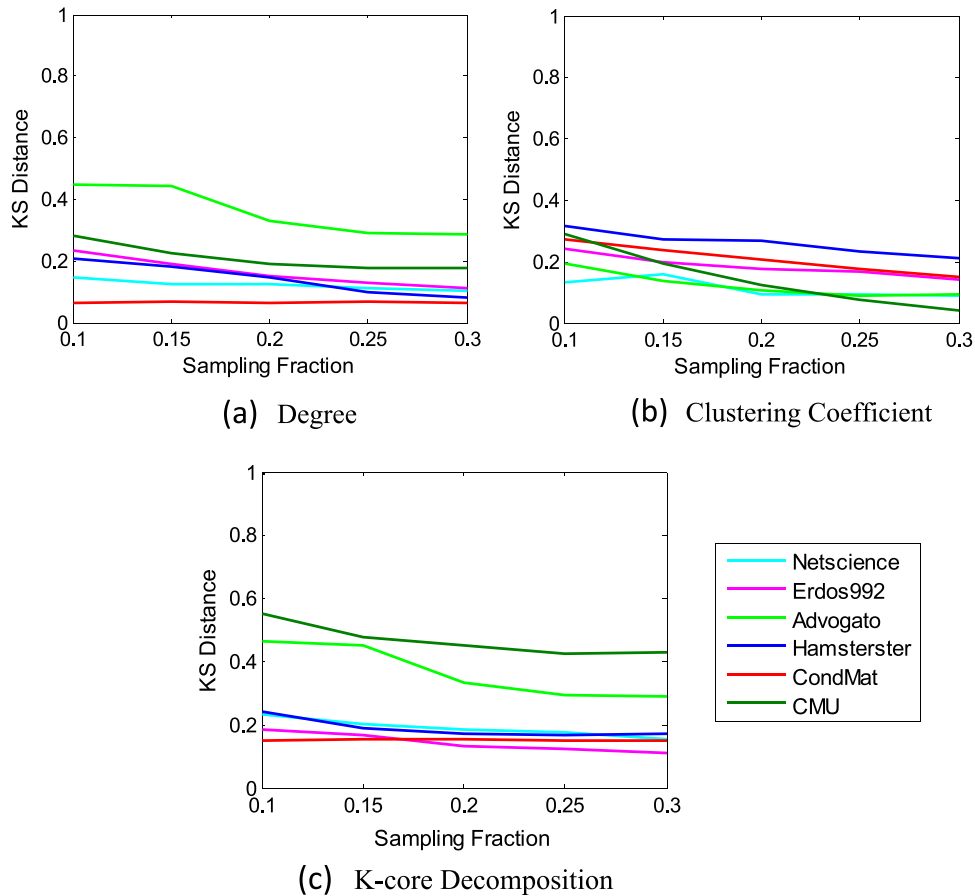 1
0.8
0.6
0.4
0.2
0
KS Distance
0.1 0.15 0.2 0.25 0.3
Sampling Fraction
(a) Degree
1
0.8
0.6
0.4
0.2
0
KS Distance
0.1 0.15 0.2 0.25 0.3
Sampling Fraction
(b) Clustering Coefficient
1
0.8
0.6
0.4
0.2
0
KS Distance
0.1 0.15 0.2 0.25 0.3
Sampling Fraction
(c) K-core Decomposition
Netscience
Erdos992
Advogato
Hamsterster
CondMat
CMU